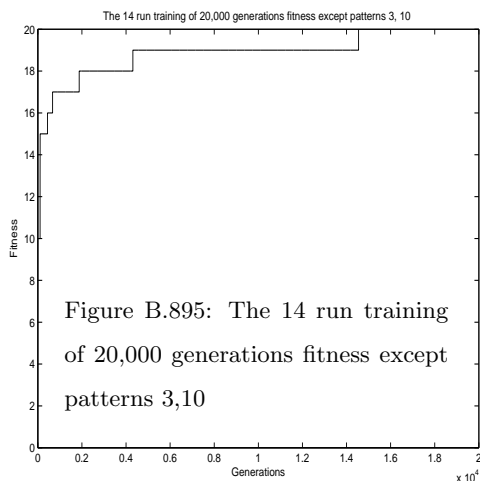 The 14 run training of 20,000 generations fitness except patterns 3, 10
20
18
16
14
12
10
8
6
4
2
0
Fitness
Figure B.895: The 14 run training
of 20,000 generations fitness except
patterns 3,10
0 0.2 0.4 0.6 0.8 1 1.2 1.4 1.6 1.8 20
Generations
x 10^4